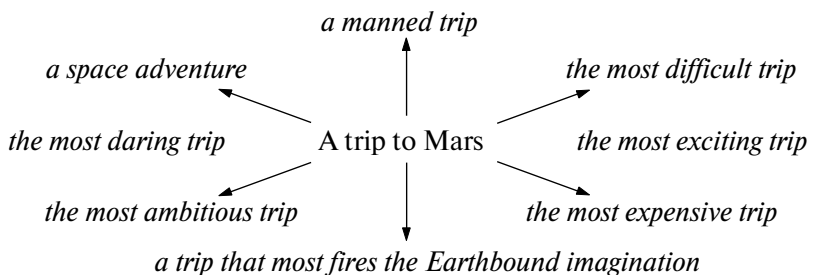 a manned trip
a space adventure
the most difficult trip
the most daring trip
A trip to Mars
the most exciting trip
the most ambitious trip
the most expensive trip
a trip that most fires the Earthbound imagination